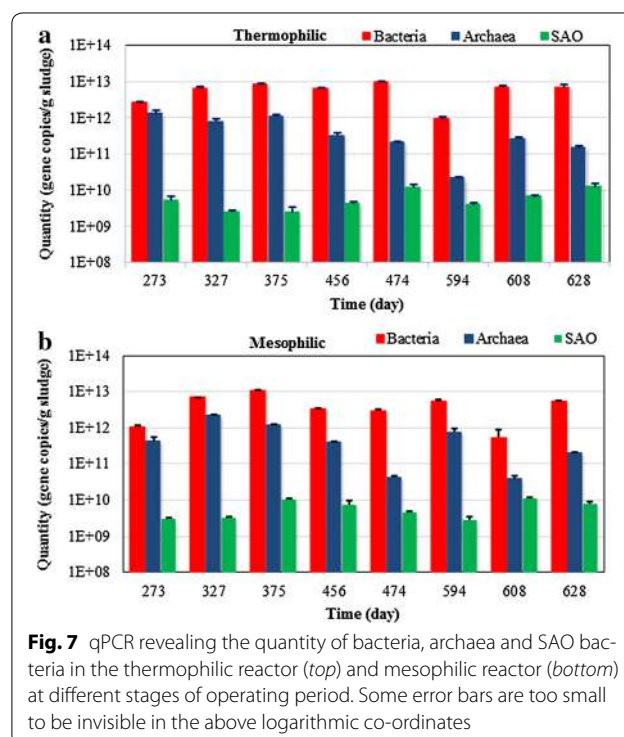 a
Thermophilic
Bacteria Archaea SAO
Quantity (gene copies/g sludge)
1E+14
1E+13
1E+12
1E+11
1E+10
1E+09
1E+08
273 327 375 456 474 594 608 628
Time (day)
b
Mesophilic
Bacteria Archaea SAO
Quantity (gene copies/g sludge)
1E+14
1E+13
1E+12
1E+11
1E+10
1E+09
1E+08
273 327 375 456 474 594 608 628
Time (day)
Fig. 7 qPCR revealing the quantity of bacteria, archaea and SAO bac-
teria in the thermophilic reactor (top) and mesophilic reactor (bottom)
at different stages of operating period. Some error bars are too small
to be invisible in the above logarithmic co-ordinates